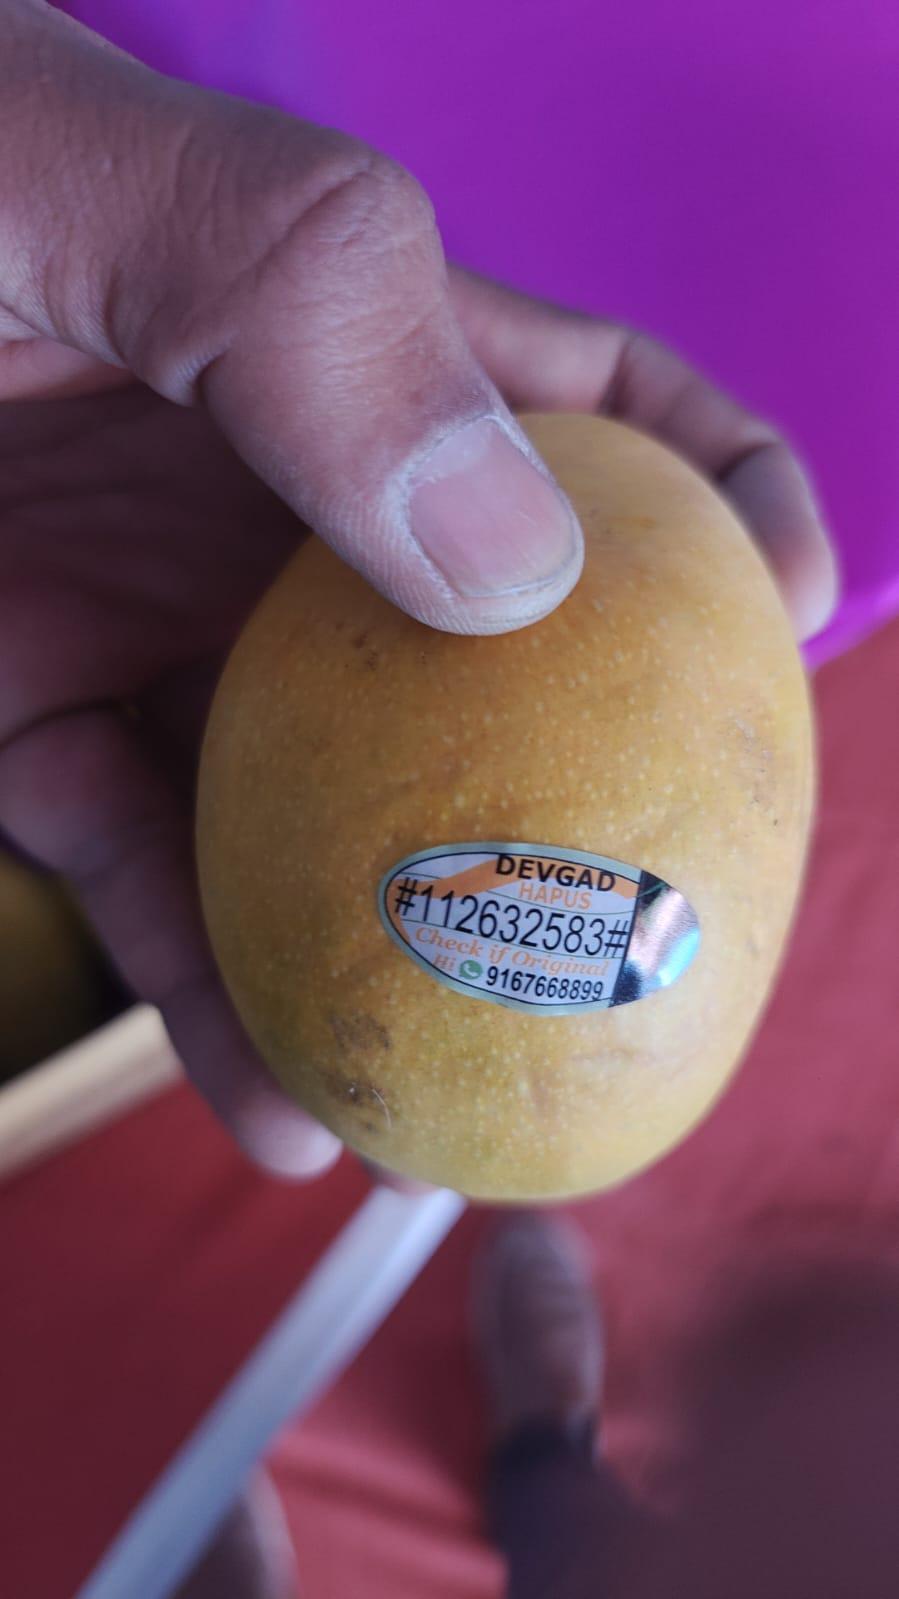 DEVGAD
HAPUS
#112632583#
Check if Original
Hi 9167668899